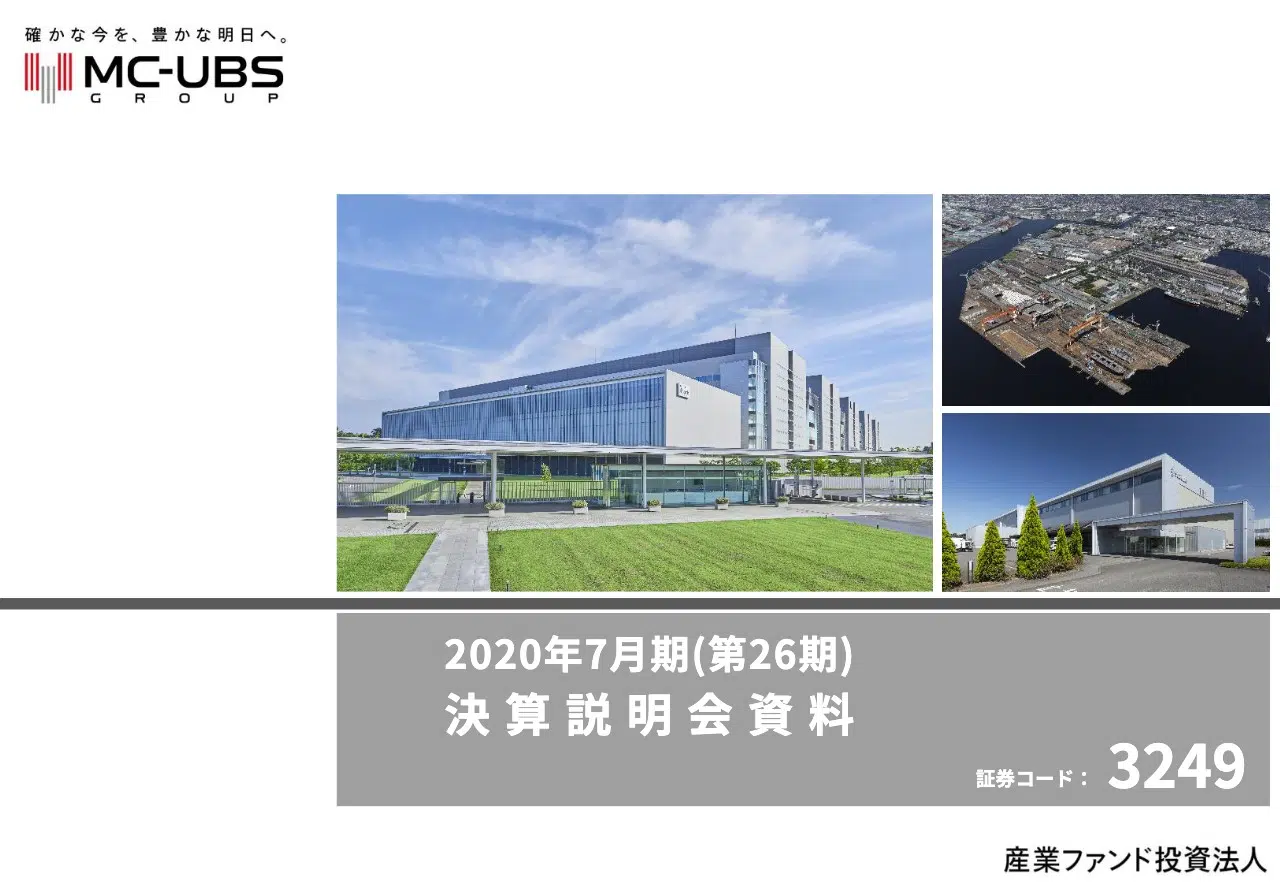 確かな今を、豊かな明日へ。
MC-UBS
GROUP
2020年7月期(第26期)
決算説明会資料
証券コード： 3249
産業ファンド投資法人